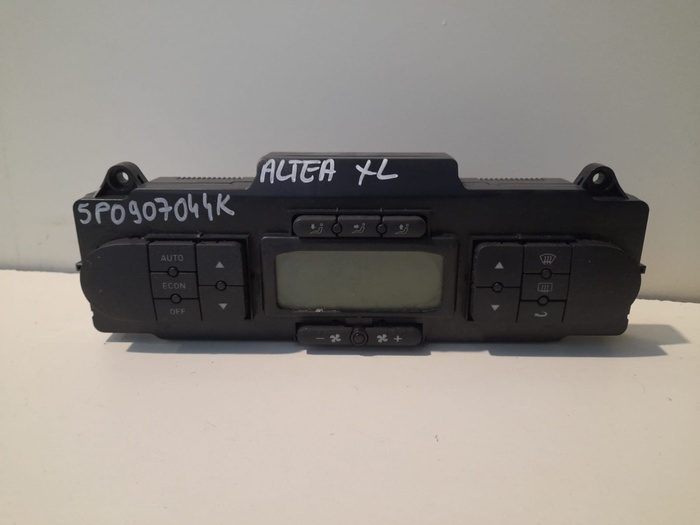 ALTEA XL
5P0907044K
AUTO
ECON
OFF
- +